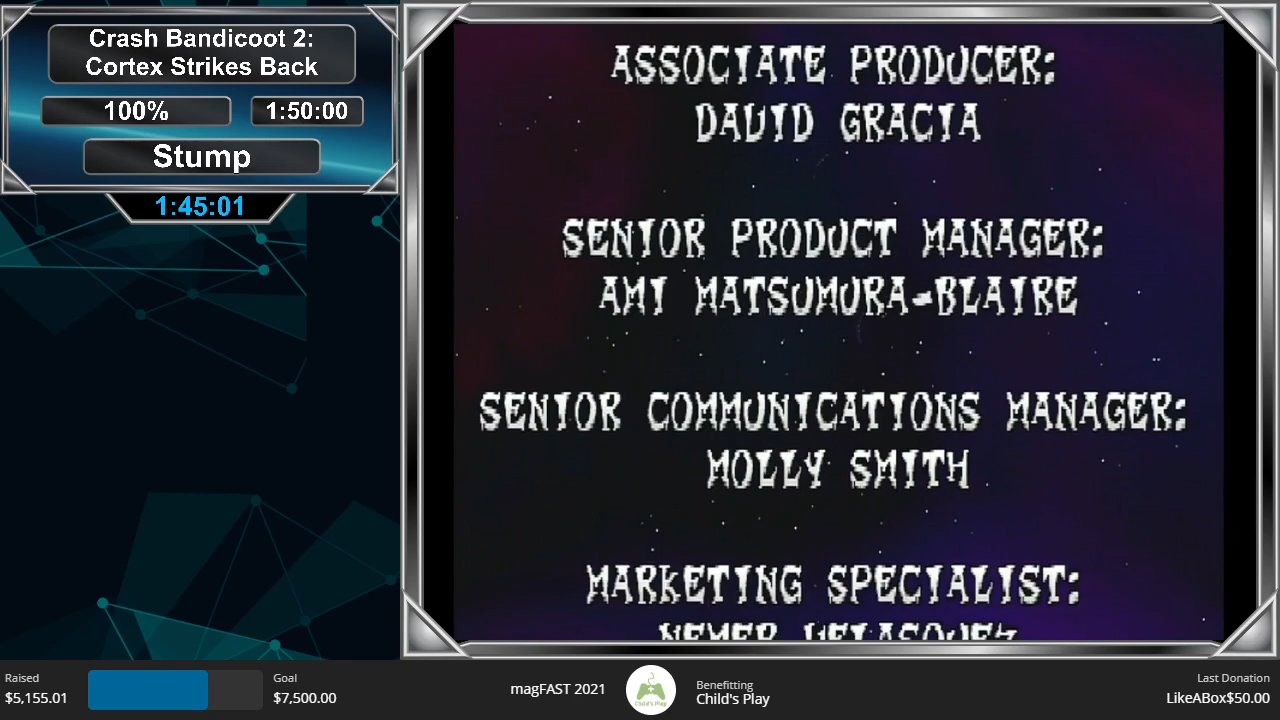 Crash Bandicoot 2:
Cortex Strikes Back
100%
1:50:00
Stump
1:45:01
ASSOCIATE PRODUCER:
DAVID GRACIA
SENIOR PRODUCT MANAGER:
AMI MATSUMURA-BLAIRE
SENIOR COMMUNICATIONS MANAGER:
MOLLY SMITH
MARKETING SPECIALIST:
Raised
$5,155.01
Goal
$7,500.00
magFAST 2021
Child's Play
Benefitting
Child's Play
Last Donation
LikeABox$50.00